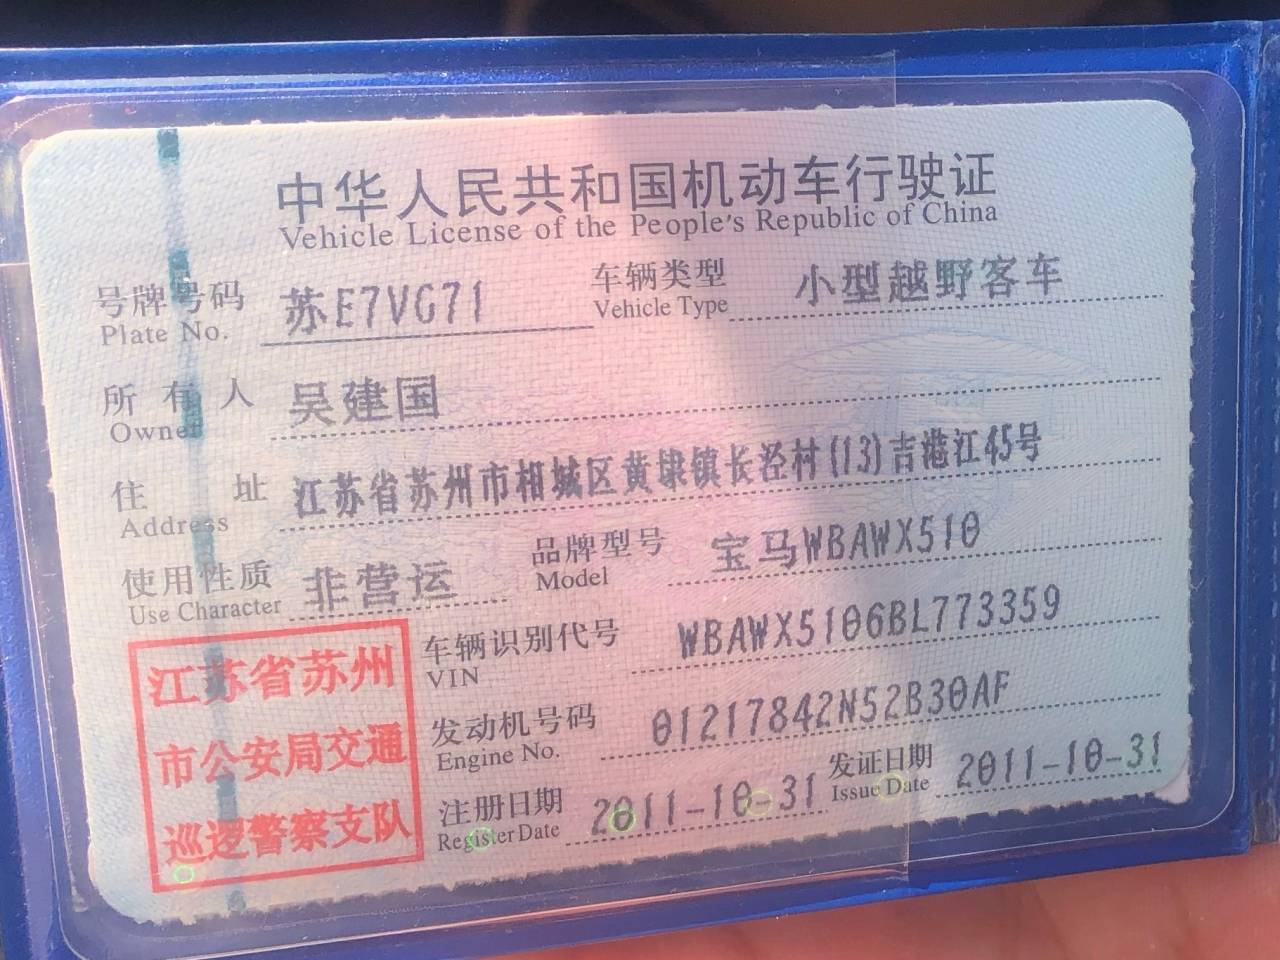 中华人民共和国机动车行驶证
Vehicle License of the People's Republic of China
号牌号码 苏E7VG71 车辆类型 小型越野客车
Plate No. Vehicle Type
所有人 吴建国
Owner
住址 江苏省苏州市相城区黄埭镇长泾村(13)吉港江45号
Address
使用性质 非营运 品牌型号 宝马WBAWX510
Use Character Model
江苏省苏州
市公安局交通
巡逻警察支队
车辆识别代号 WBAWX5106BL773359
VIN
发动机号码 01217842N52B30AF
Engine No.
注册日期 2011-10-31 发证日期 2011-10-31
Register Date Issue Date